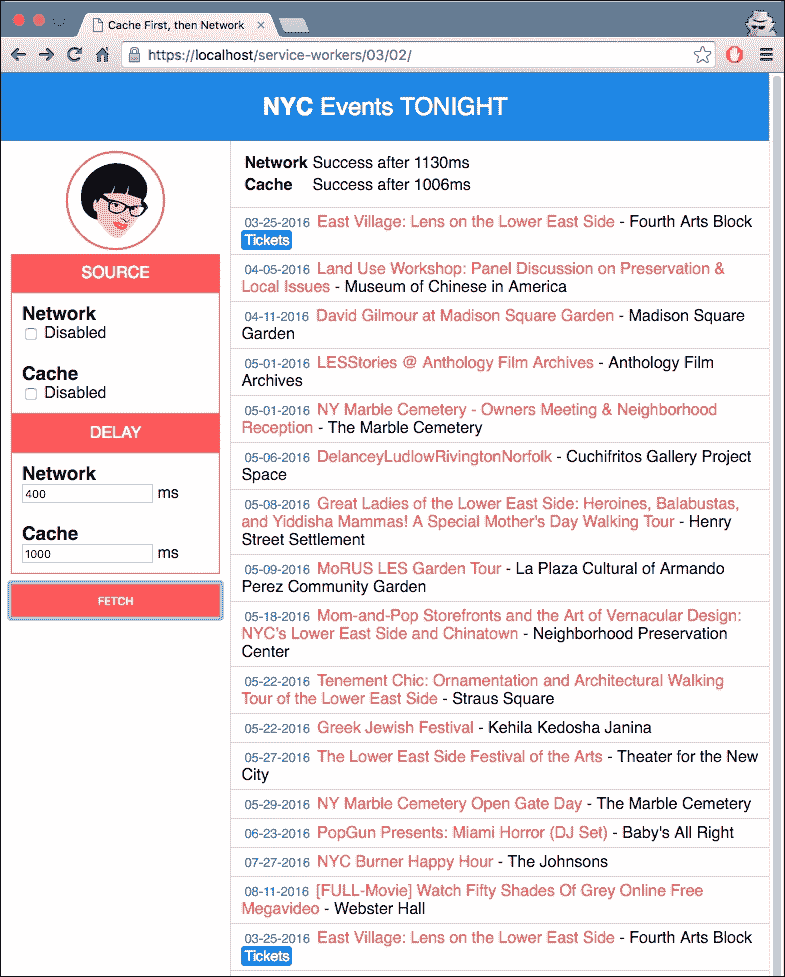 Cache First, then Network
https://localhost/service-workers/03/02/
NYC Events TONIGHT
SOURCE
Network
Disabled
Cache
Disabled
DELAY
Network
400 ms
Cache
1000 ms
FETCH
Network Success after 1130ms
Cache Success after 1006ms
03-25-2016 East Village: Lens on the Lower East Side - Fourth Arts Block
Tickets
04-05-2016 Land Use Workshop: Panel Discussion on Preservation &
Local Issues - Museum of Chinese in America
04-11-2016 David Gilmour at Madison Square Garden - Madison Square
Garden
05-01-2016 LESStories @ Anthology Film Archives - Anthology Film
Archives
05-01-2016 NY Marble Cemetery - Owners Meeting & Neighborhood
Reception - The Marble Cemetery
05-06-2016 DelanceyLudlowRivingtonNorfolk - Cuchifritos Gallery Project
Space
05-08-2016 Great Ladies of the Lower East Side: Heroines, Balabustas,
and Yiddisha Mammas! A Special Mother's Day Walking Tour - Henry
Street Settlement
05-09-2016 MoRUS LES Garden Tour - La Plaza Cultural of Armando
Perez Community Garden
05-18-2016 Mom-and-Pop Storefronts and the Art of Vernacular Design:
NYC's Lower East Side and Chinatown - Neighborhood Preservation
Center
05-22-2016 Tenement Chic: Ornamentation and Architectural Walking
Tour of the Lower East Side - Straus Square
05-22-2016 Greek Jewish Festival - Kehila Kedosha Janina
05-27-2016 The Lower East Side Festival of the Arts - Theater for the New
City
05-29-2016 NY Marble Cemetery Open Gate Day - The Marble Cemetery
06-23-2016 PopGun Presents: Miami Horror (DJ Set) - Baby's All Right
07-27-2016 NYC Burner Happy Hour - The Johnsons
08-11-2016 [FULL-Movie] Watch Fifty Shades Of Grey Online Free
Megavideo - Webster Hall
03-25-2016 East Village: Lens on the Lower East Side - Fourth Arts Block
Tickets